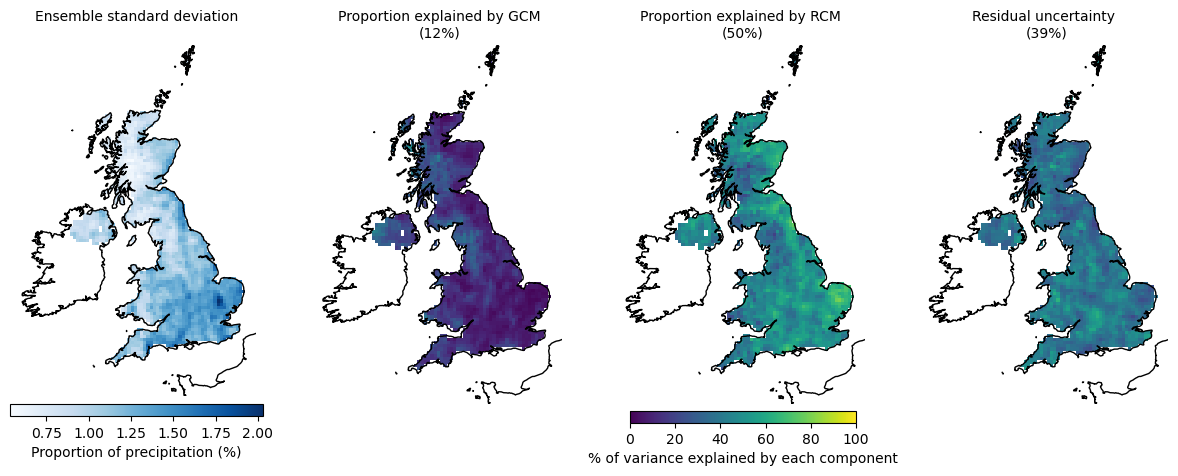 Ensemble standard deviation
Proportion explained by GCM
(12%)
Proportion explained by RCM
(50%)
Residual uncertainty
(39%)
0.75 1.00 1.25 1.50 1.75 2.00
Proportion of precipitation (%)
0 20 40 60 80 100
% of variance explained by each component